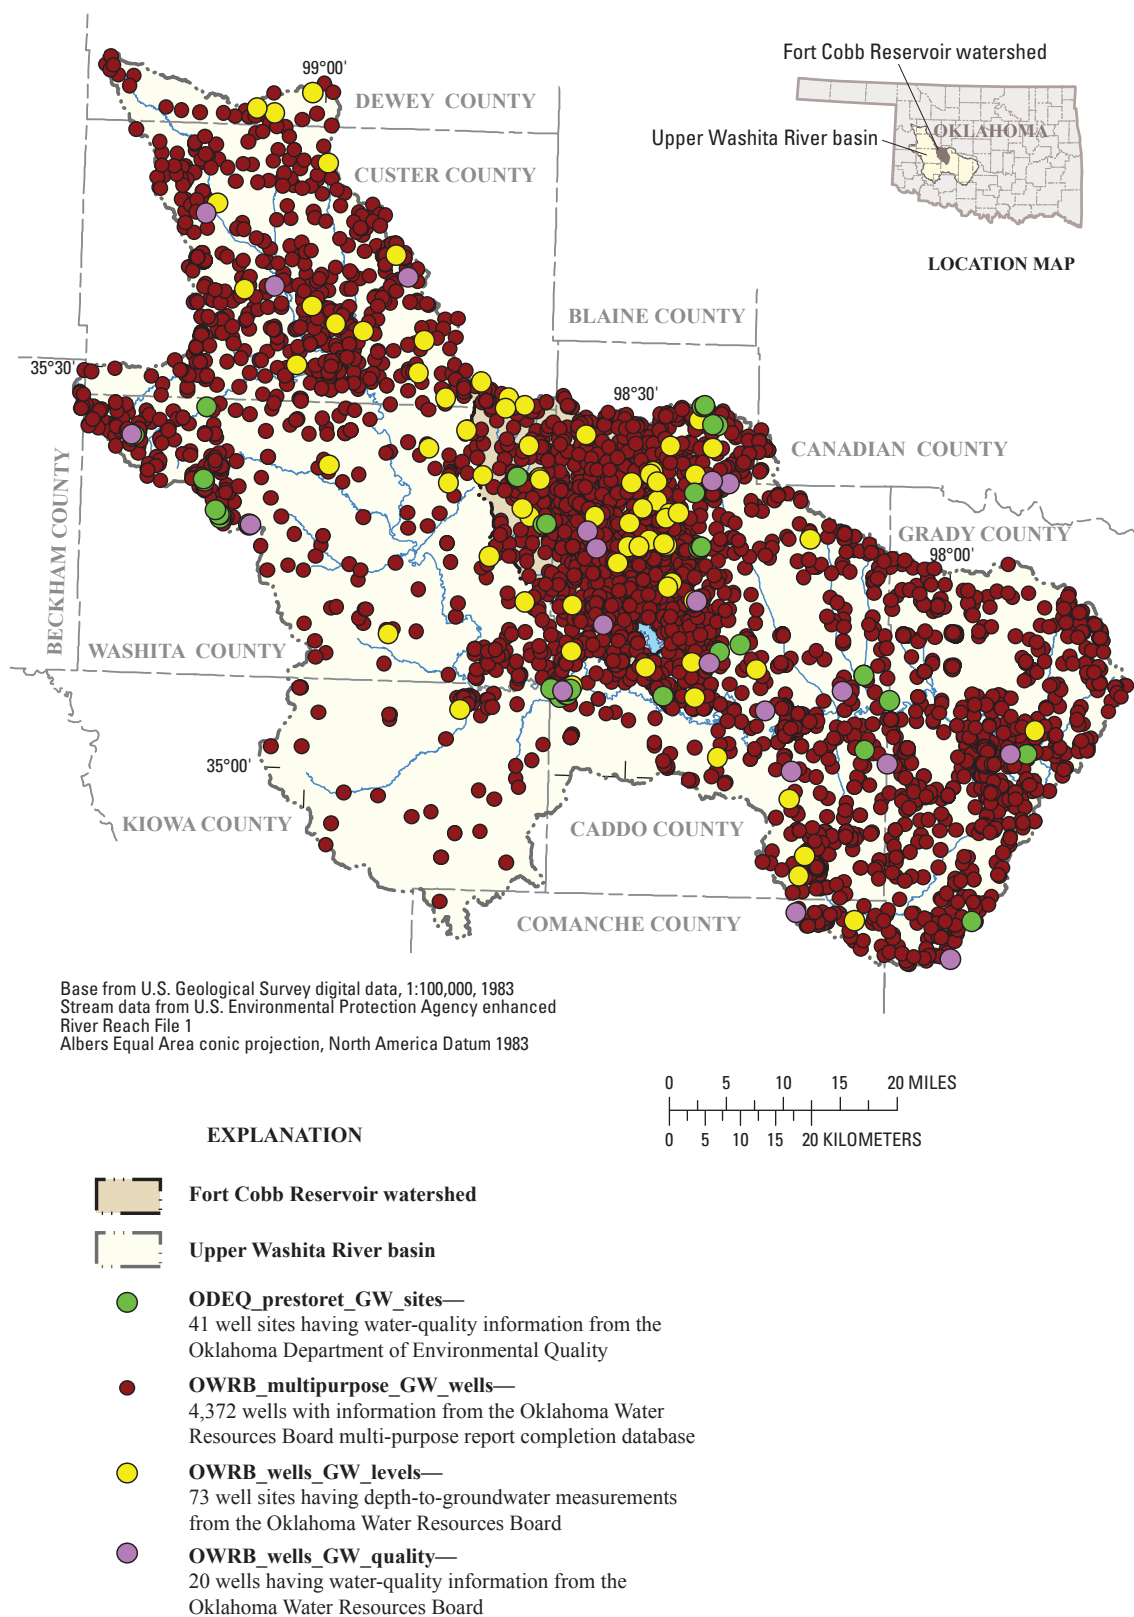 Fort Cobb Reservoir watershed
99°00'
DEWEY COUNTY
Upper Washita River basin
OKLAHOMA
CUSTER COUNTY
LOCATION MAP
BLAINE COUNTY
35°30'
98°30'
CANADIAN COUNTY
BECKHAM COUNTY
GRADY COUNTY
98°00'
WASHITA COUNTY
35°00'
KIOWA COUNTY
CADDO COUNTY
COMANCHE COUNTY
Base from U.S. Geological Survey digital data, 1:100,000, 1983
Stream data from U.S. Environmental Protection Agency enhanced
River Reach File 1
Albers Equal Area conic projection, North America Datum 1983
0 5 10 15 20 MILES
0 5 10 15 20 KILOMETERS
EXPLANATION
Fort Cobb Reservoir watershed
Upper Washita River basin
ODEQ_prestoret_GW_sites—
41 well sites having water-quality information from the
Oklahoma Department of Environmental Quality
OWRB_multipurpose_GW_wells—
4,372 wells with information from the Oklahoma Water
Resources Board multi-purpose report completion database
OWRB_wells_GW_levels—
73 well sites having depth-to-groundwater measurements
from the Oklahoma Water Resources Board
OWRB_wells_GW_quality—
20 wells having water-quality information from the
Oklahoma Water Resources Board